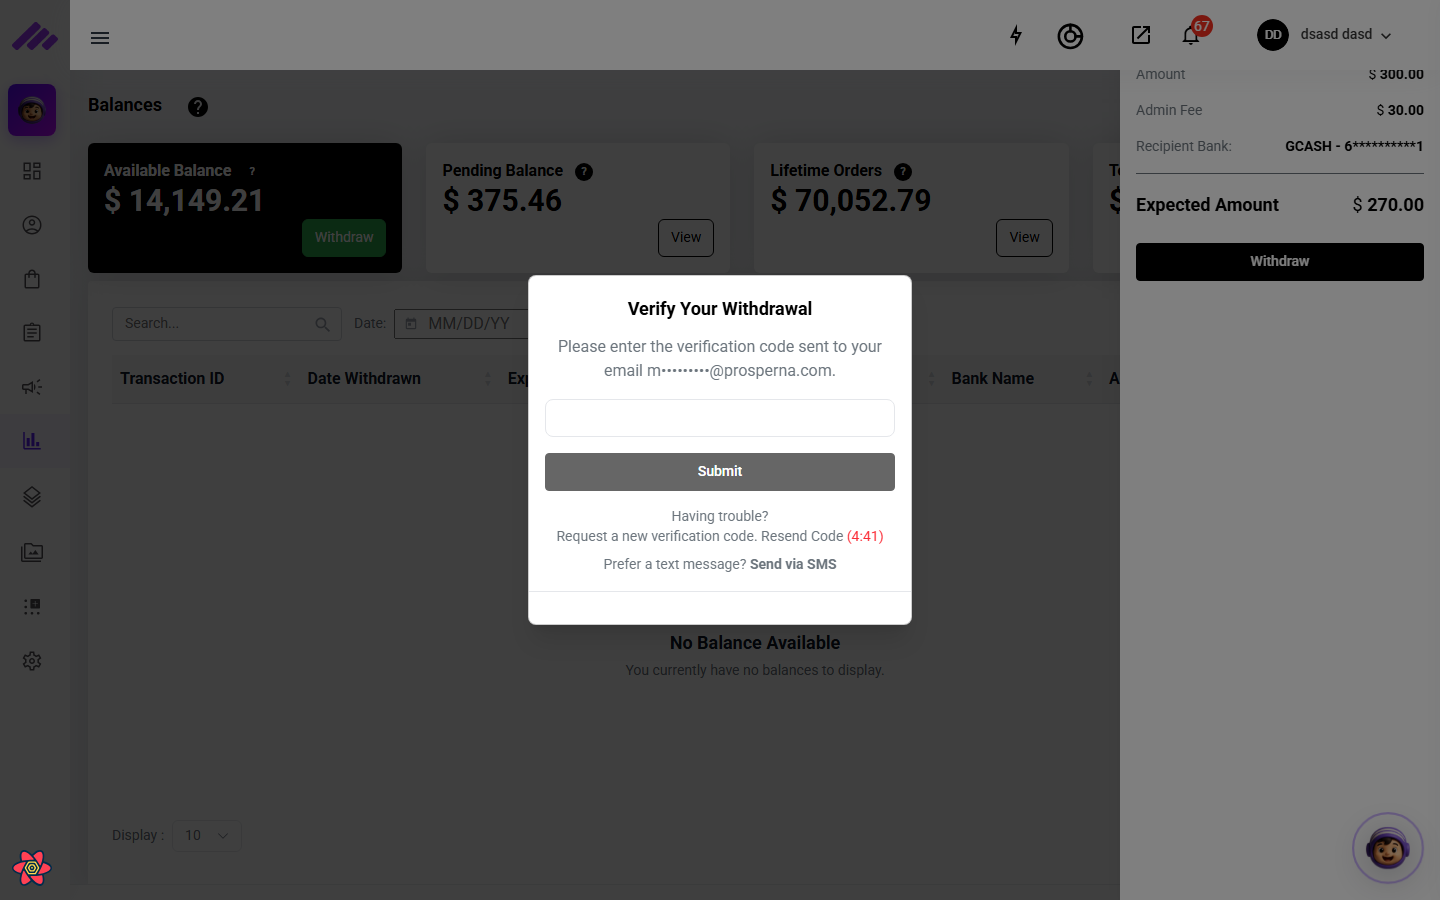 67
DD
dsasd dasd
Balances
?
Amount
$ 300.00
Admin Fee
$ 30.00
Recipient Bank:
GCASH - 6**********1
Expected Amount
$ 270.00
Withdraw
Available Balance ?
$ 14,149.21
Withdraw
Pending Balance ?
$ 375.46
View
Lifetime Orders ?
$ 70,052.79
View
$
Search...
Date:
MM/DD/YY
Transaction ID
Date Withdrawn
Bank Name
Verify Your Withdrawal
Please enter the verification code sent to your
email m•••••••••@prosperna.com.
Submit
Having trouble?
Request a new verification code. Resend Code (4:41)
Prefer a text message? Send via SMS
No Balance Available
You currently have no balances to display.
Display :
10